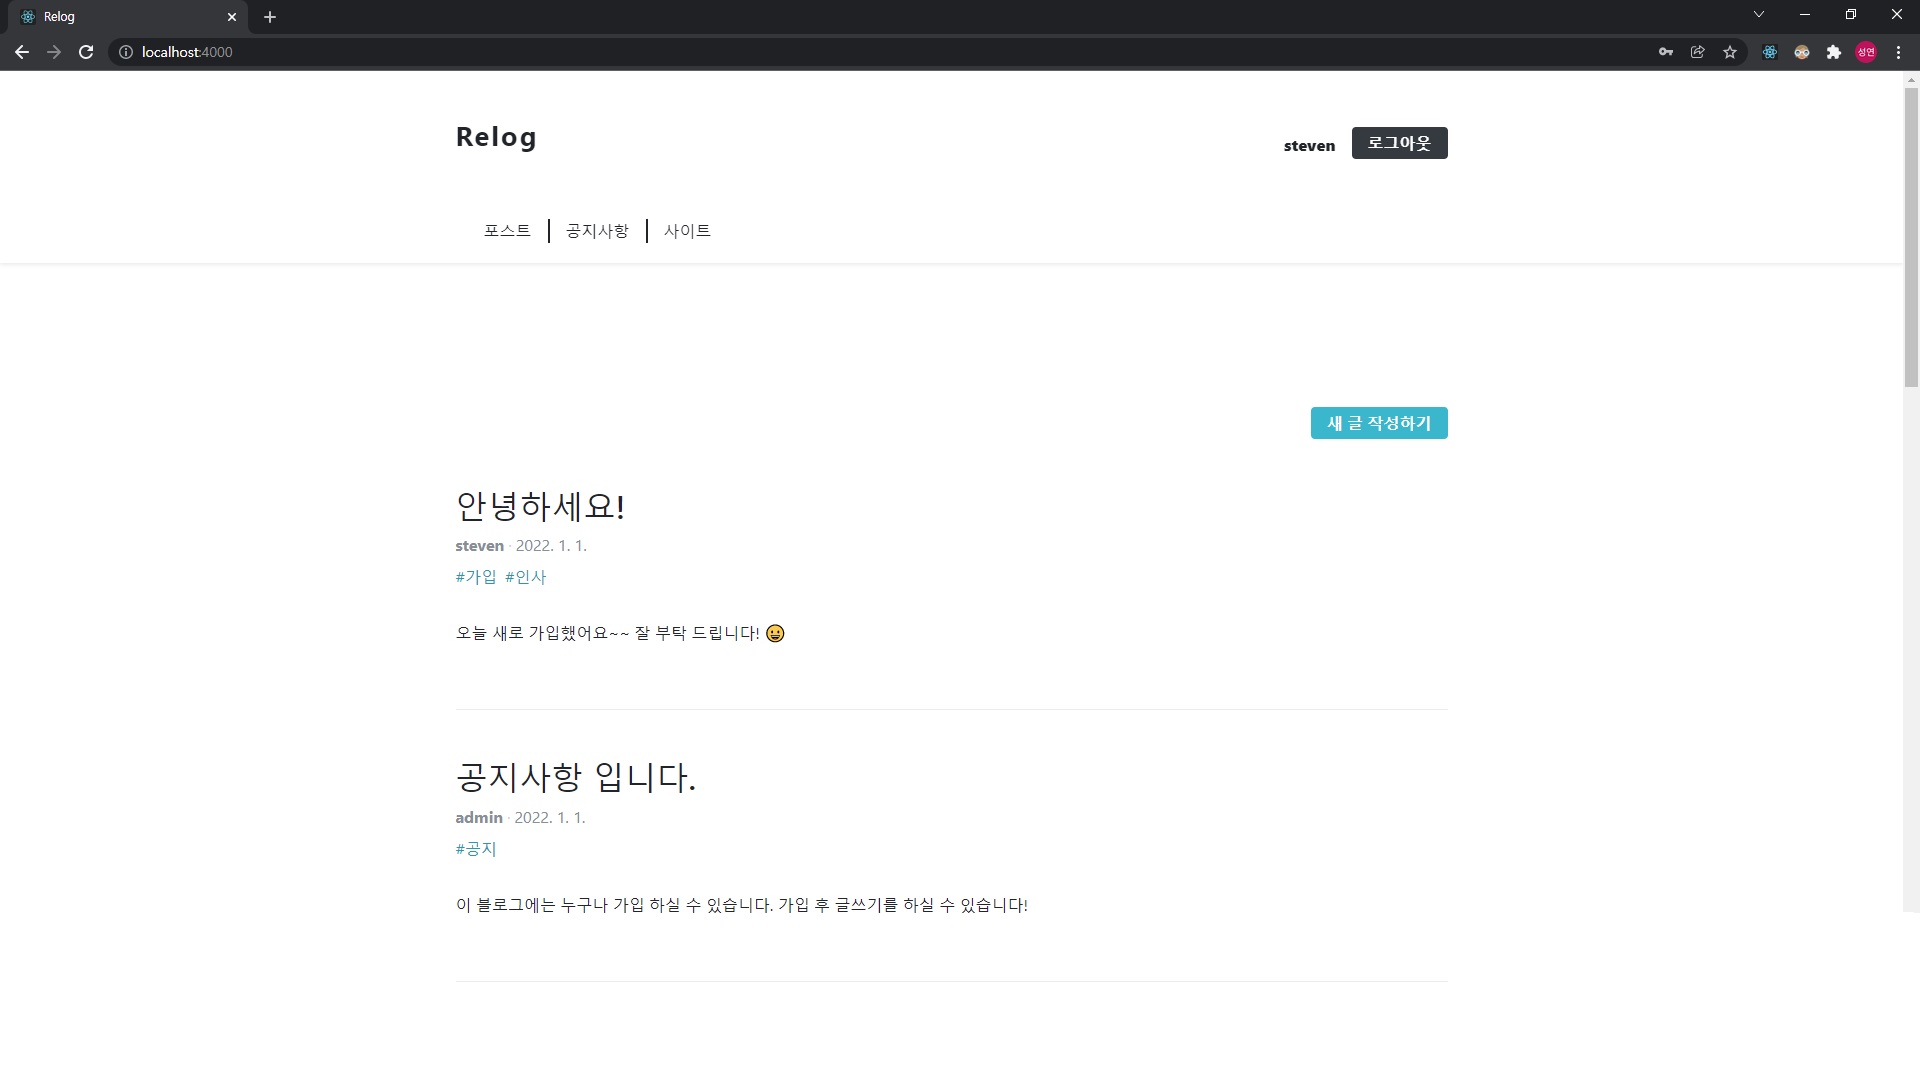 Relog
localhost:4000
성연
Relog
steven 로그아웃
포스트 공지사항 사이트
새 글 작성하기
안녕하세요!
steven · 2022. 1. 1.
#가입 #인사
오늘 새로 가입했어요~~ 잘 부탁 드립니다! 😀
공지사항 입니다.
admin · 2022. 1. 1.
#공지
이 블로그에는 누구나 가입 하실 수 있습니다. 가입 후 글쓰기를 하실 수 있습니다!